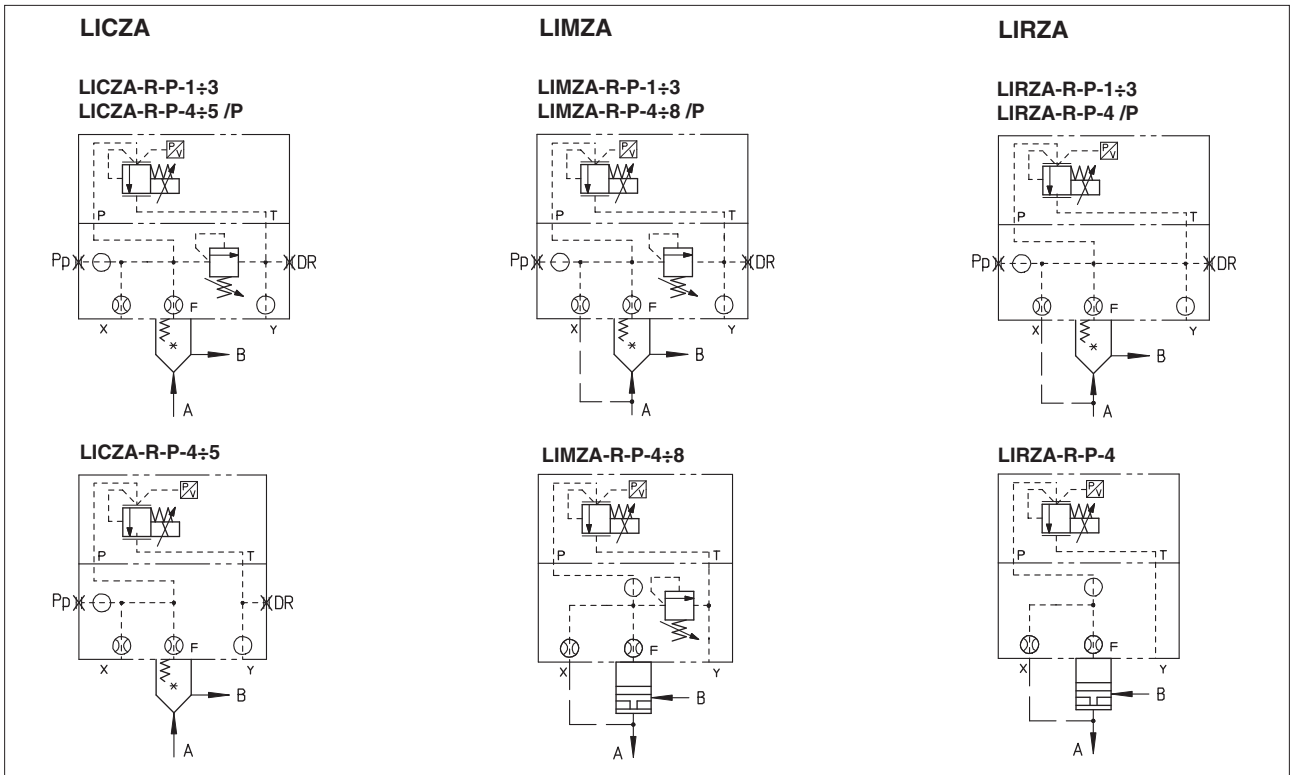 LICZA
LICZA-R-P-1÷3
LICZA-R-P-4÷5 /P
P/V
P T
Pp DR
F
X Y
B
A
LICZA-R-P-4÷5
P/V
P T
Pp DR
F
X Y
B
A
LIMZA
LIMZA-R-P-1÷3
LIMZA-R-P-4÷8 /P
P/V
P T
Pp DR
F
X Y
B
A
LIMZA-R-P-4÷8
P/V
P T
F
X Y
B
A
LIRZA
LIRZA-R-P-1÷3
LIRZA-R-P-4 /P
P/V
P T
Pp DR
F
X Y
B
A
LIRZA-R-P-4
P/V
P T
F
X Y
B
A